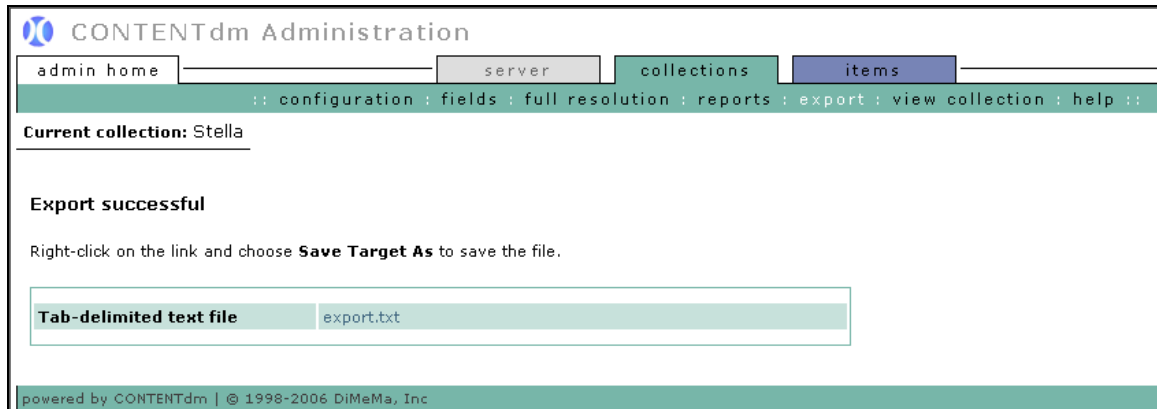 CONTENTdm Administration
admin home server collections items
:: configuration : fields : full resolution : reports : export : view collection : help ::
Current collection: Stella
Export successful
Right-click on the link and choose Save Target As to save the file.
Tab-delimited text file export.txt
powered by CONTENTdm | © 1998-2006 DiMeMa, Inc